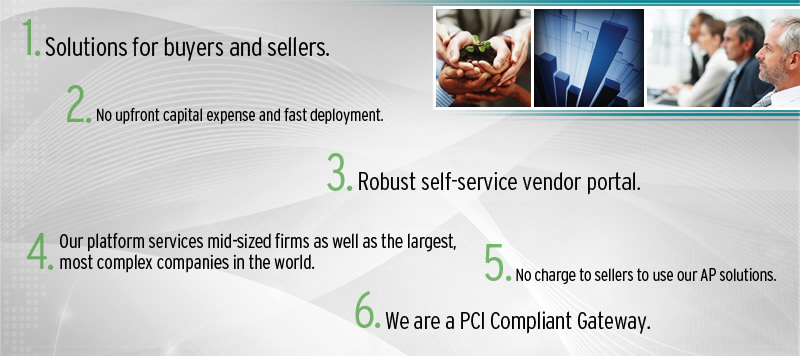 1. Solutions for buyers and sellers.
2. No upfront capital expense and fast deployment.
3. Robust self-service vendor portal.
4. Our platform services mid-sized firms as well as the largest,
most complex companies in the world.
5. No charge to sellers to use our AP solutions.
6. We are a PCI Compliant Gateway.